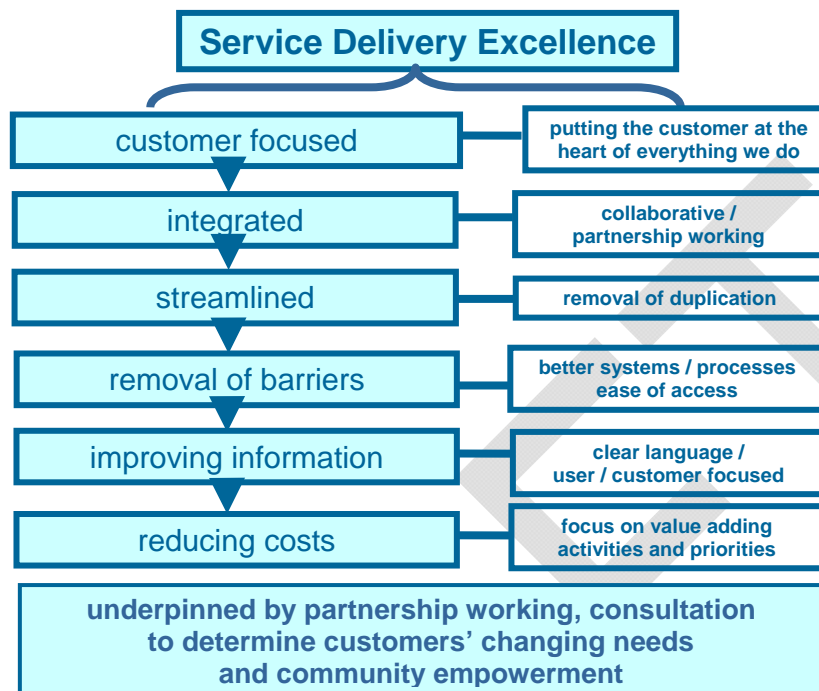 Service Delivery Excellence
customer focused
putting the customer at the
heart of everything we do
integrated
collaborative /
partnership working
streamlined
removal of duplication
removal of barriers
better systems / processes
ease of access
improving information
clear language /
user / customer focused
reducing costs
focus on value adding
activities and priorities
underpinned by partnership working, consultation
to determine customers’ changing needs
and community empowerment